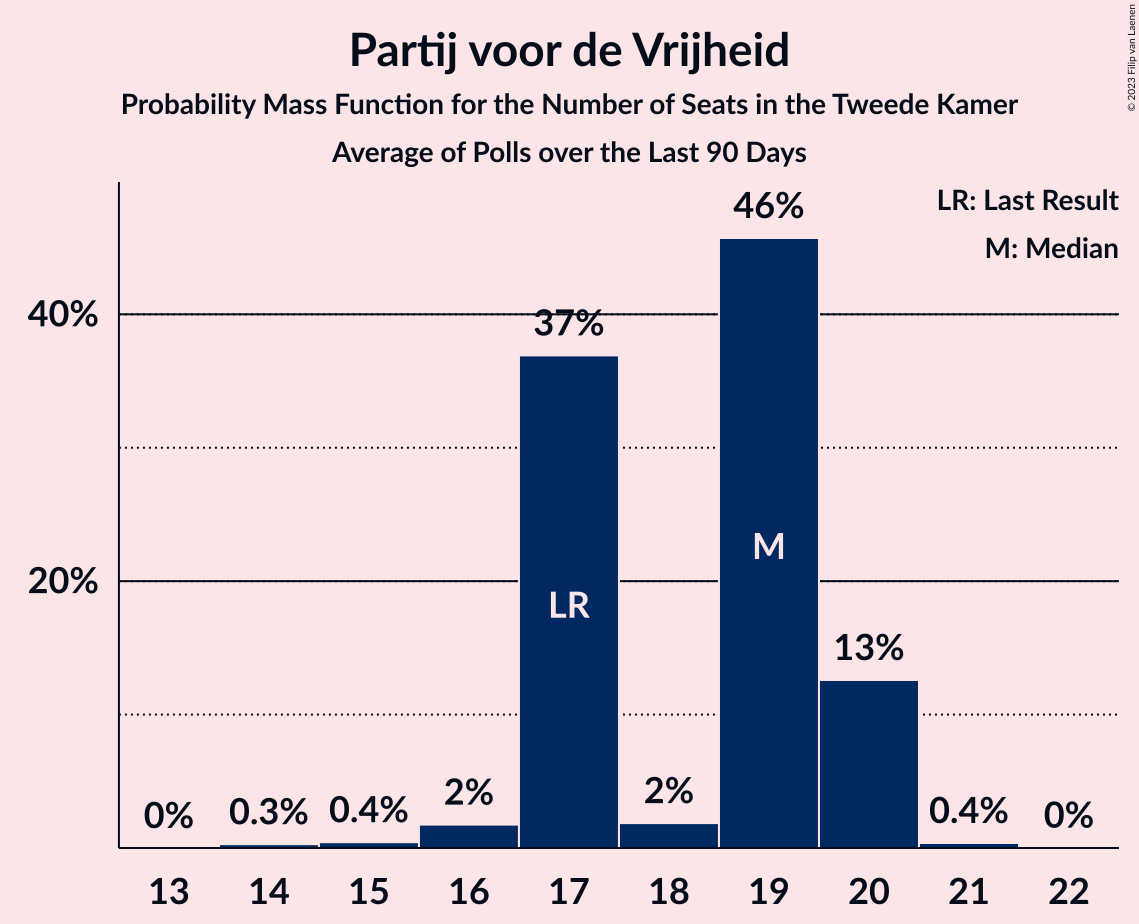 Partij voor de Vrijheid
Probability Mass Function for the Number of Seats in the Tweede Kamer
Average of Polls over the Last 90 Days
© 2023 Filip van Laenen
LR: Last Result
M: Median
46%
40%
37%
M
20%
LR
13%
0%
0.3%
0.4%
2%
2%
0.4%
0%
13 14 15 16 17 18 19 20 21 22